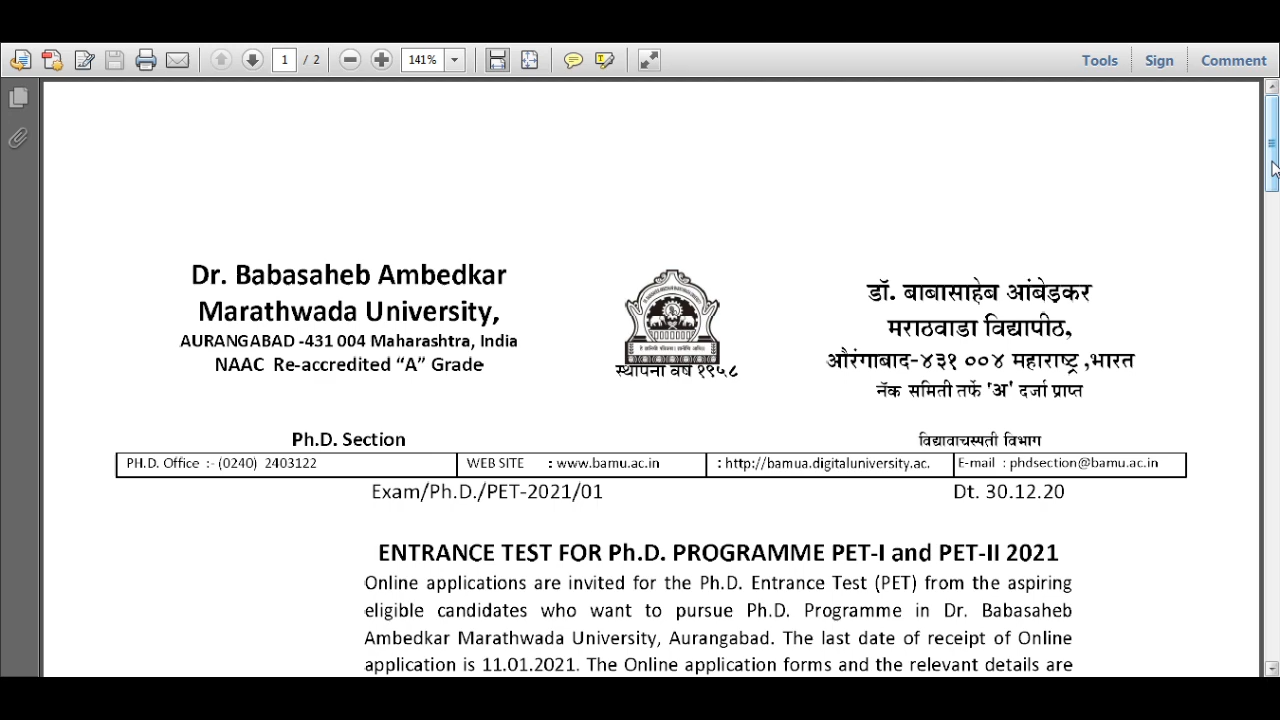 1 / 2
141%
Tools Sign Comment
Dr. Babasaheb Ambedkar
Marathwada University,
AURANGABAD -431 004 Maharashtra, India
NAAC Re-accredited “A” Grade
स्थापना वर्ष १९५८
डॉ. बाबासाहेब आंबेडकर
मराठवाडा विद्यापीठ,
औरंगाबाद-४३१ ००४ महाराष्ट्र ,भारत
नॅक समिती तर्फे 'अ' दर्जा प्राप्त
Ph.D. Section
विद्यावाचस्पती विभाग
PH.D. Office :- (0240) 2403122 WEB SITE : www.bamu.ac.in : http://bamua.digitaluniversity.ac. E-mail : phdsection@bamu.ac.in
Exam/Ph.D./PET-2021/01 Dt. 30.12.20
ENTRANCE TEST FOR Ph.D. PROGRAMME PET-I and PET-II 2021
Online applications are invited for the Ph.D. Entrance Test (PET) from the aspiring
eligible candidates who want to pursue Ph.D. Programme in Dr. Babasaheb
Ambedkar Marathwada University, Aurangabad. The last date of receipt of Online
application is 11.01.2021. The Online application forms and the relevant details are